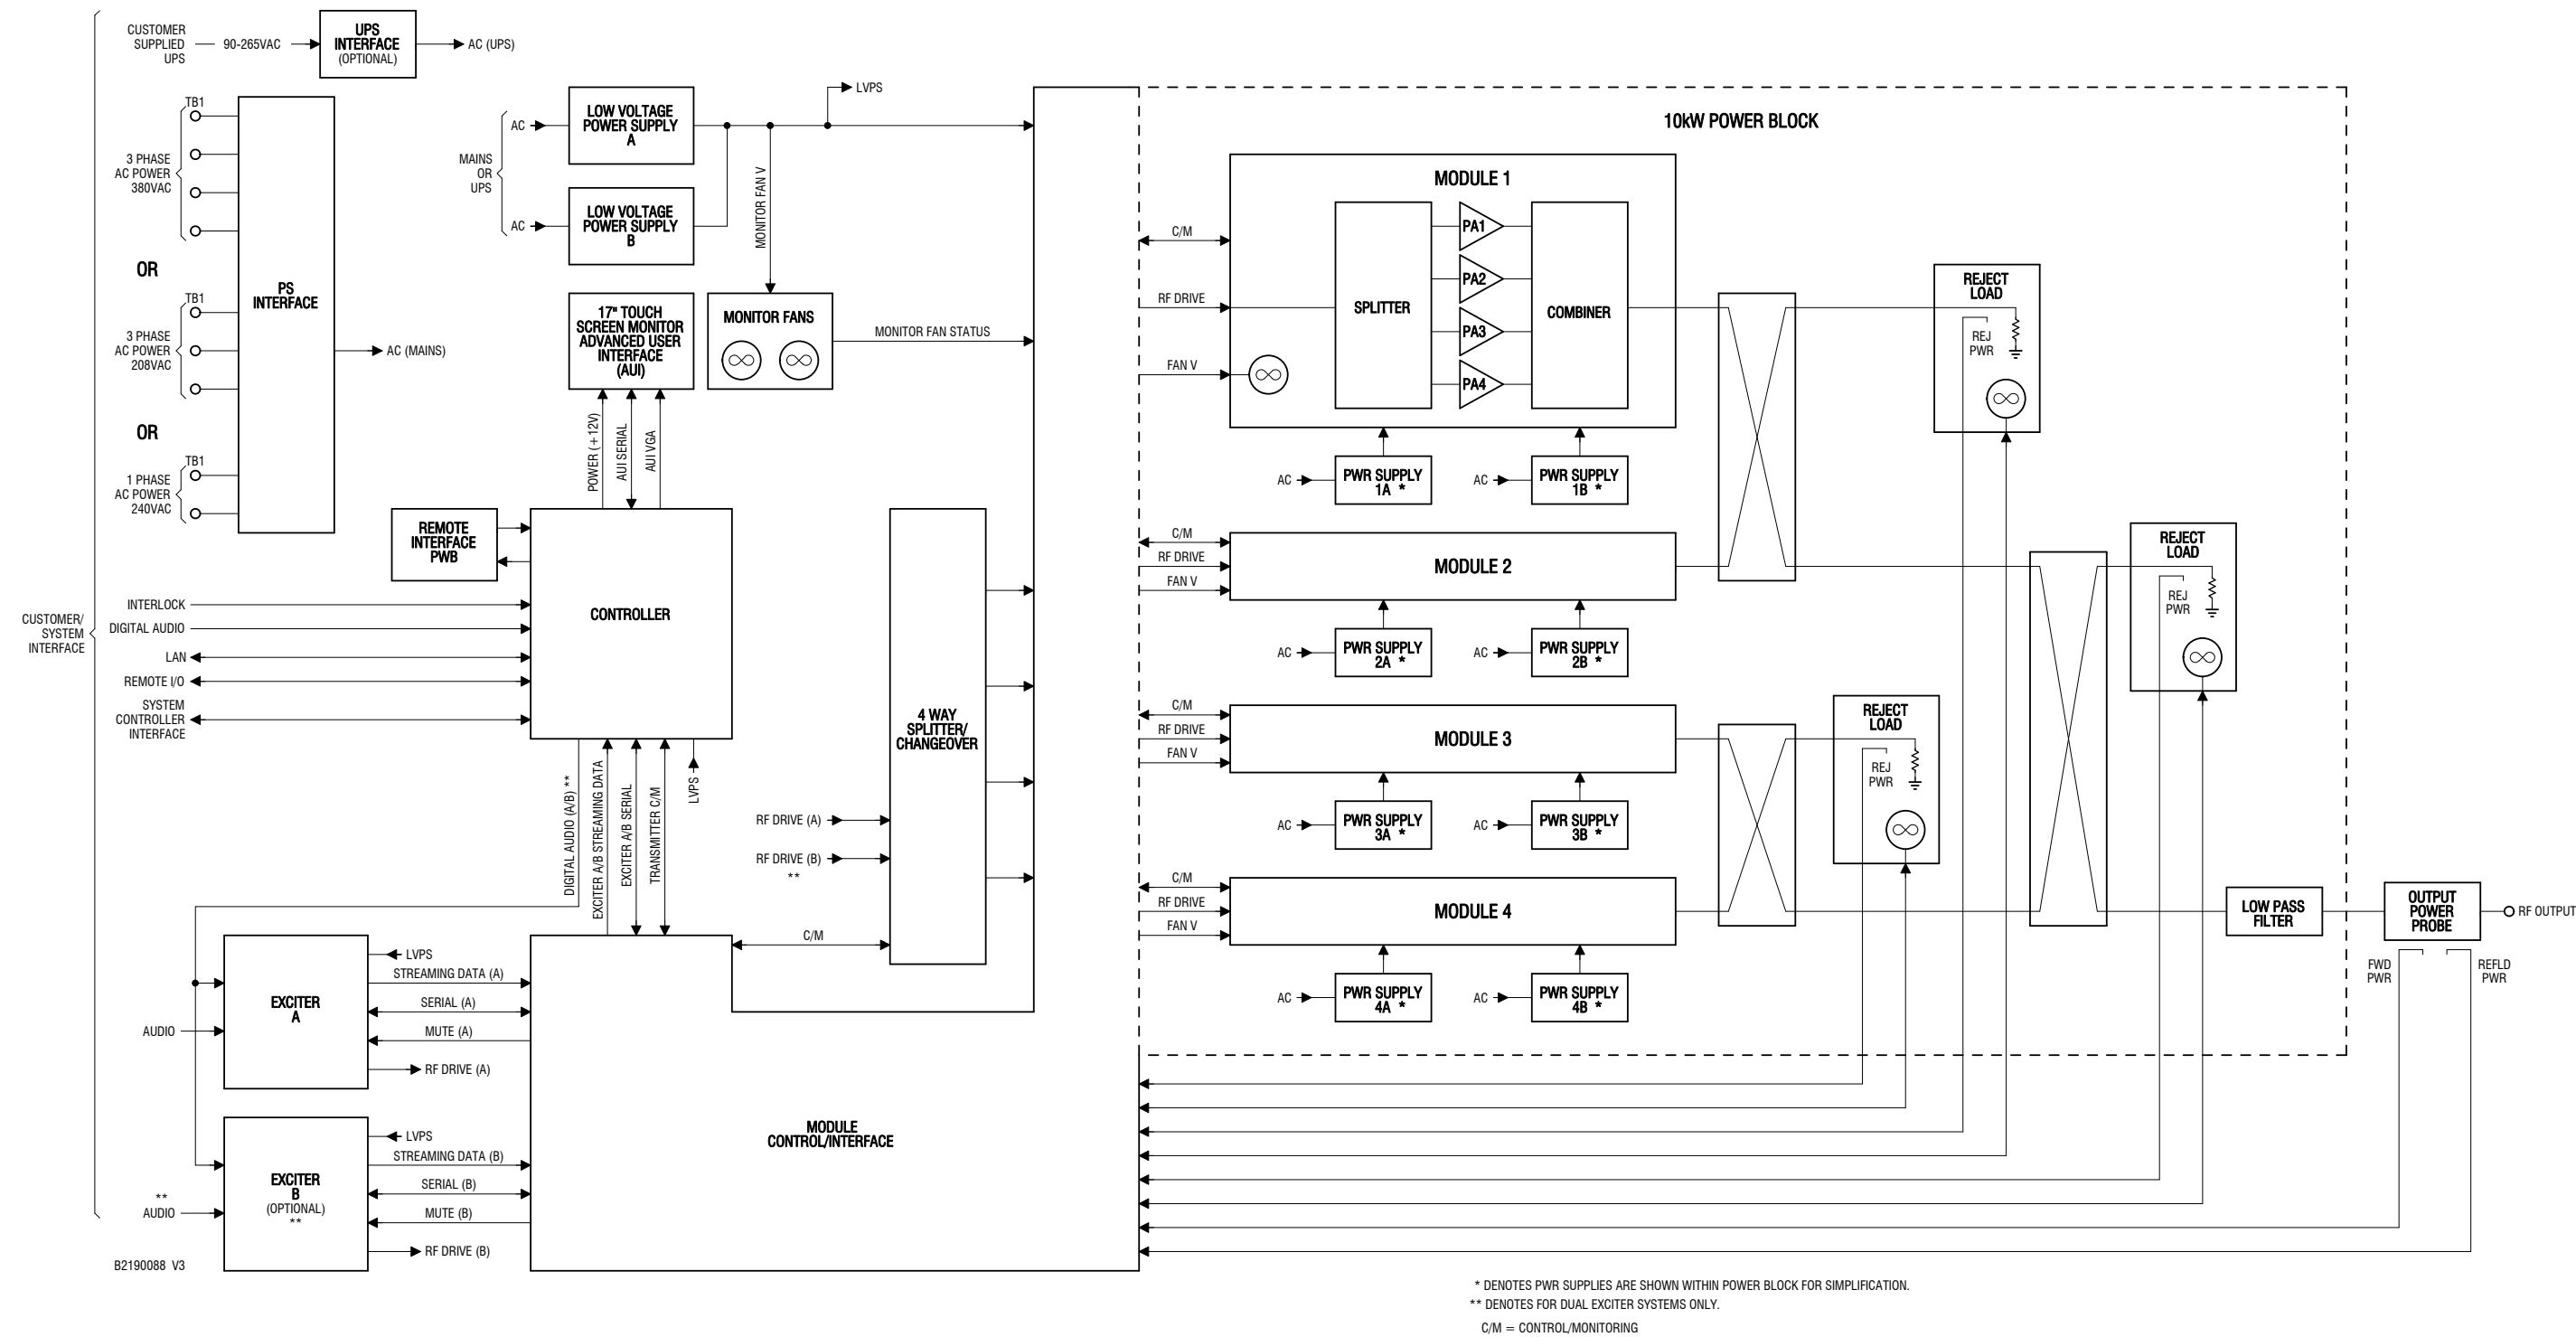 CUSTOMER
SUPPLIED
UPS
90-265VAC
UPS
INTERFACE
(OPTIONAL)
AC (UPS)
TB1
3 PHASE
AC POWER
380VAC
OR
TB1
3 PHASE
AC POWER
208VAC
OR
TB1
1 PHASE
AC POWER
240VAC
PS
INTERFACE
AC (MAINS)
MAINS
OR
UPS
AC
LOW VOLTAGE
POWER SUPPLY
A
AC
LOW VOLTAGE
POWER SUPPLY
B
LVPS
MONITOR FAN V
17" TOUCH
SCREEN MONITOR
ADVANCED USER
INTERFACE
(AUI)
MONITOR FANS
MONITOR FAN STATUS
POWER (+12V)
AUI SERIAL
AUI VGA
REMOTE
INTERFACE
PWB
CONTROLLER
CUSTOMER/
SYSTEM
INTERFACE
INTERLOCK
DIGITAL AUDIO
LAN
REMOTE I/O
SYSTEM
CONTROLLER
INTERFACE
DIGITAL AUDIO (A/B) **
EXCITER A/B STREAMING DATA
EXCITER A/B SERIAL
TRANSMITTER C/M
LVPS
4 WAY
SPLITTER/
CHANGEOVER
RF DRIVE (A)
RF DRIVE (B)
**
C/M
EXCITER
A
AUDIO
LVPS
STREAMING DATA (A)
SERIAL (A)
MUTE (A)
RF DRIVE (A)
EXCITER
B
(OPTIONAL)
**
**
AUDIO
LVPS
STREAMING DATA (B)
SERIAL (B)
MUTE (B)
RF DRIVE (B)
MODULE
CONTROL/INTERFACE
B2190088 V3
10kW POWER BLOCK
MODULE 1
C/M
RF DRIVE
FAN V
SPLITTER
PA1
PA2
PA3
PA4
COMBINER
AC
PWR SUPPLY
1A *
AC
PWR SUPPLY
1B *
C/M
RF DRIVE
FAN V
MODULE 2
AC
PWR SUPPLY
2A *
AC
PWR SUPPLY
2B *
C/M
RF DRIVE
FAN V
MODULE 3
AC
PWR SUPPLY
3A *
AC
PWR SUPPLY
3B *
C/M
RF DRIVE
FAN V
MODULE 4
AC
PWR SUPPLY
4A *
AC
PWR SUPPLY
4B *
REJECT
LOAD
REJ
PWR
REJECT
LOAD
REJ
PWR
REJECT
LOAD
REJ
PWR
LOW PASS
FILTER
OUTPUT
POWER
PROBE
RF OUTPUT
FWD
PWR
REFLD
PWR
* DENOTES PWR SUPPLIES ARE SHOWN WITHIN POWER BLOCK FOR SIMPLIFICATION.
** DENOTES FOR DUAL EXCITER SYSTEMS ONLY.
C/M = CONTROL/MONITORING